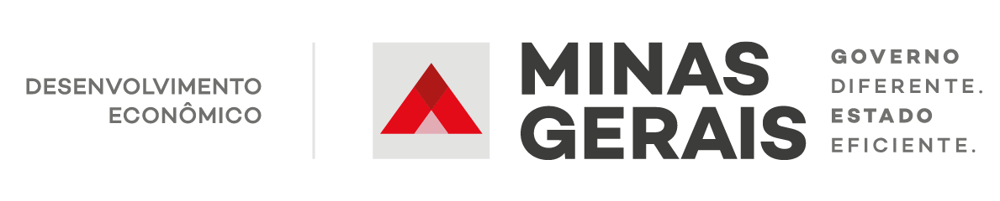 DESENVOLVIMENTO
ECONÔMICO
MINAS
GERAIS
GOVERNO
DIFERENTE.
ESTADO
EFICIENTE.